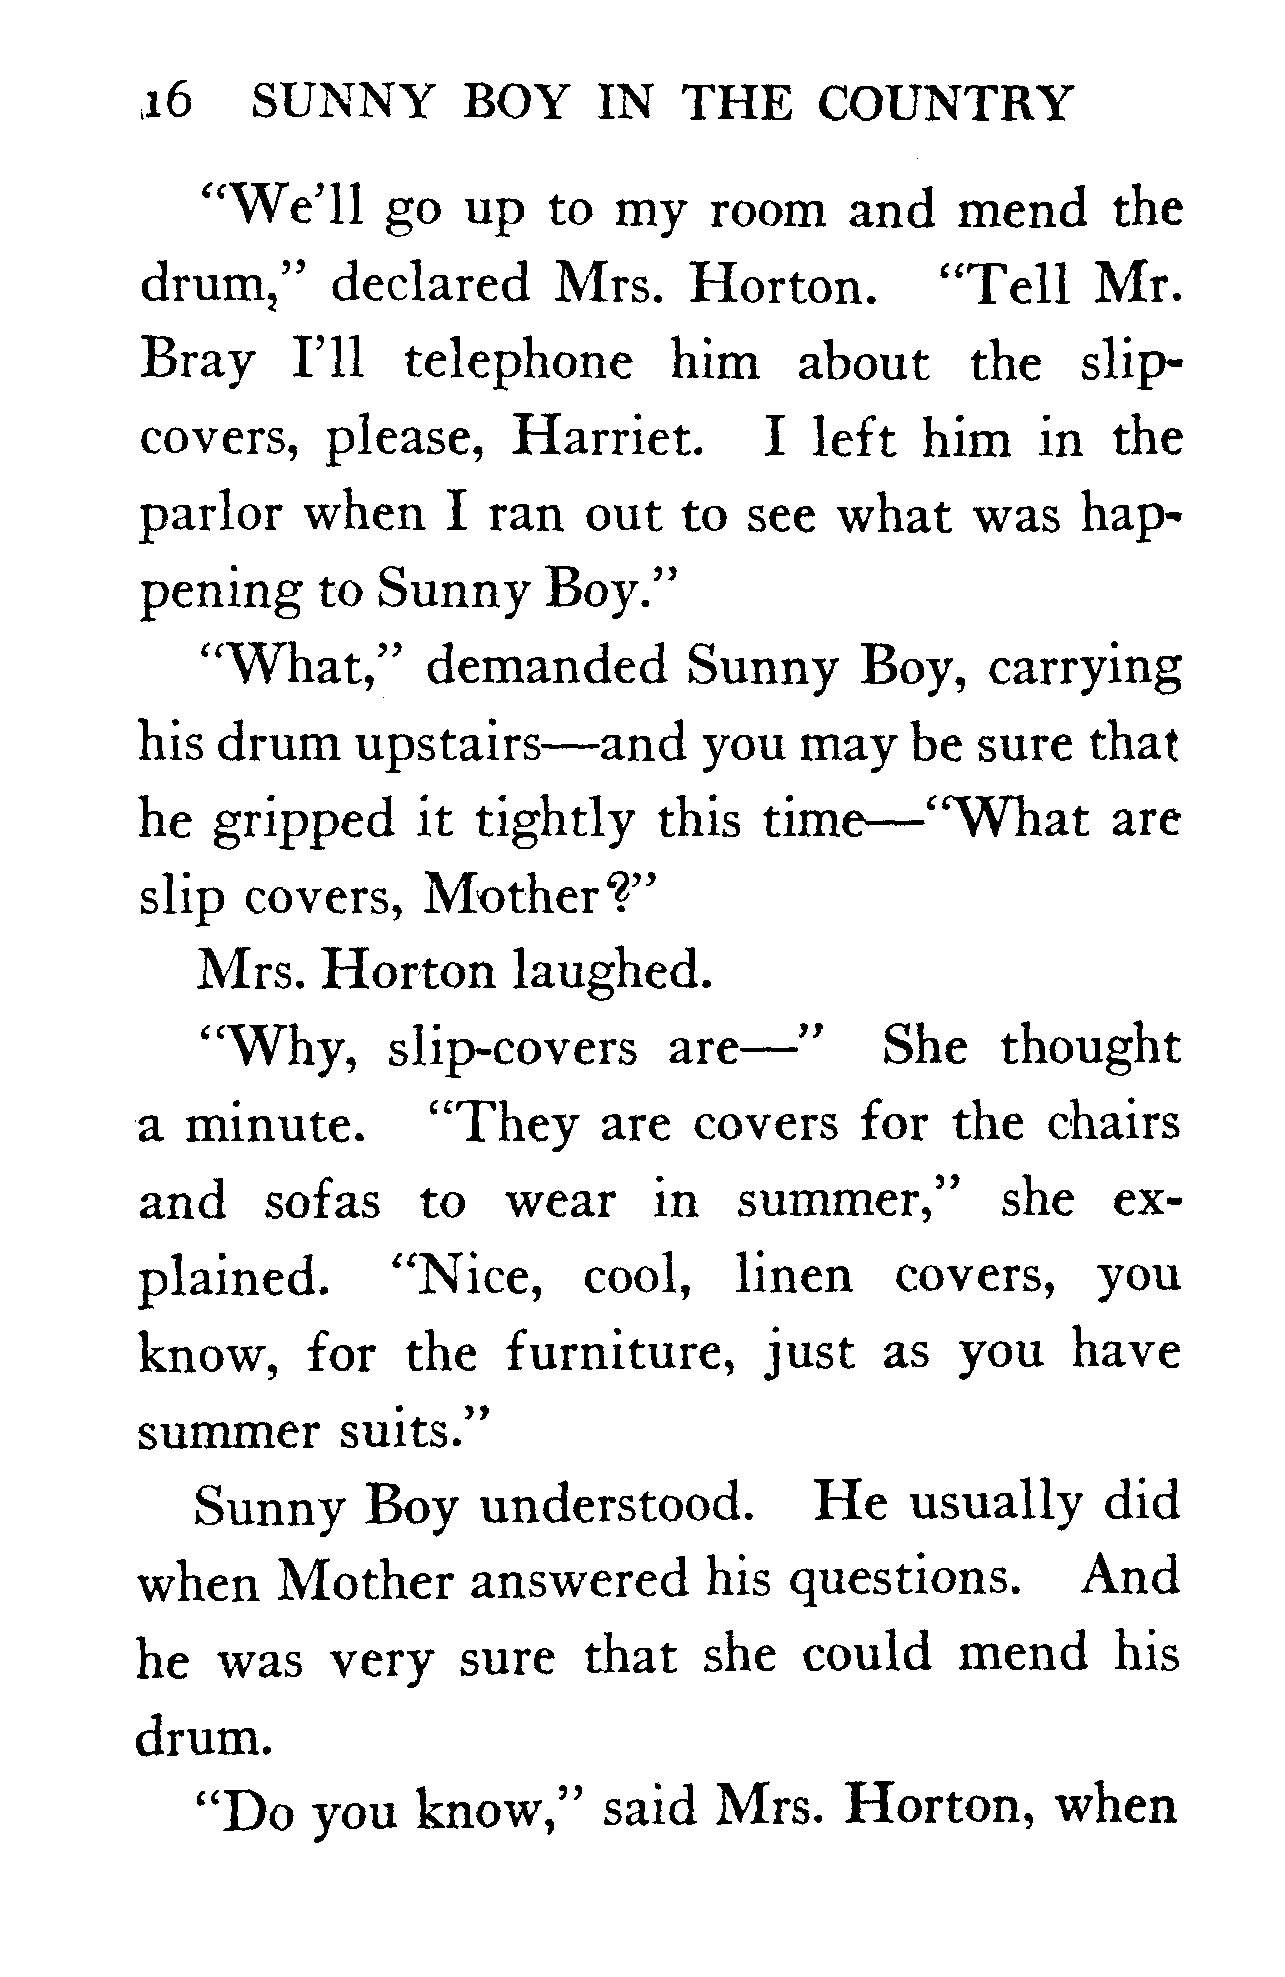 16 SUNNY BOY IN THE COUNTRY
“We’ll go up to my room and mend the
drum,” declared Mrs. Horton. “Tell Mr.
Bray I’ll telephone him about the slip-
covers, please, Harriet. I left him in the
parlor when I ran out to see what was hap-
pening to Sunny Boy.”
“What,” demanded Sunny Boy, carrying
his drum upstairs—and you may be sure that
he gripped it tightly this time—“What are
slip covers, Mother?”
Mrs. Horton laughed.
“Why, slip-covers are—” She thought
a minute. “They are covers for the chairs
and sofas to wear in summer,” she ex-
plained. “Nice, cool, linen covers, you
know, for the furniture, just as you have
summer suits.”
Sunny Boy understood. He usually did
when Mother answered his questions. And
he was very sure that she could mend his
drum.
“Do you know,” said Mrs. Horton, when